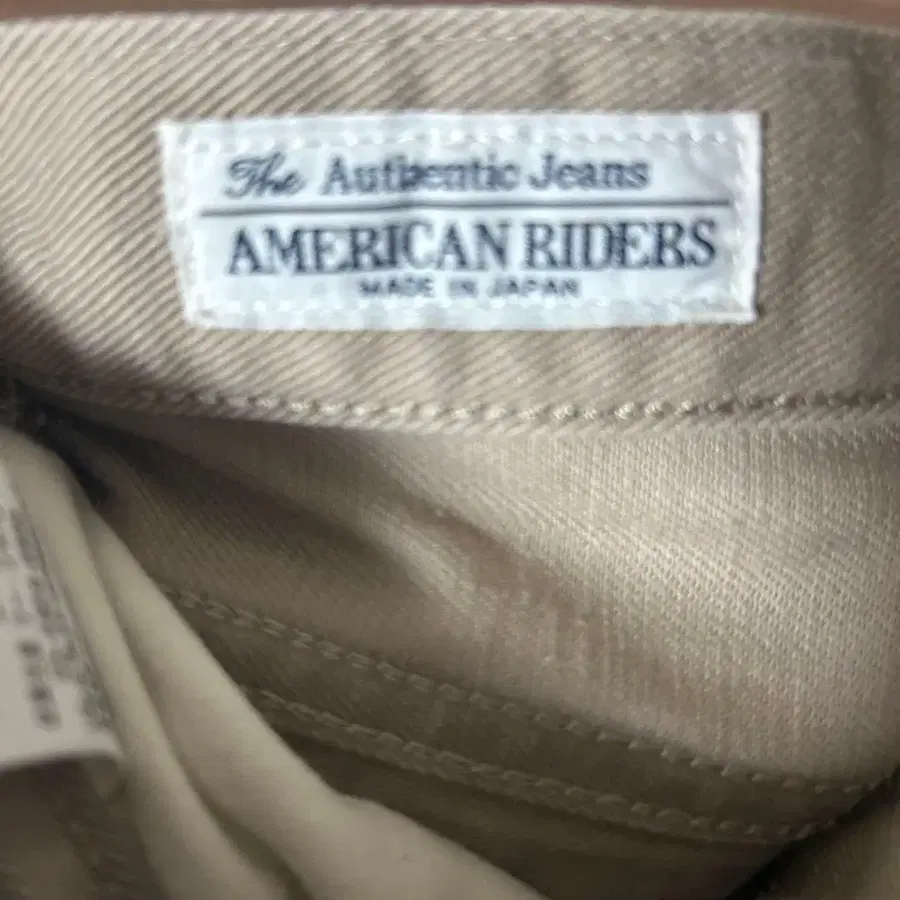 The Authentic Jeans
AMERICAN RIDERS
MADE IN JAPAN